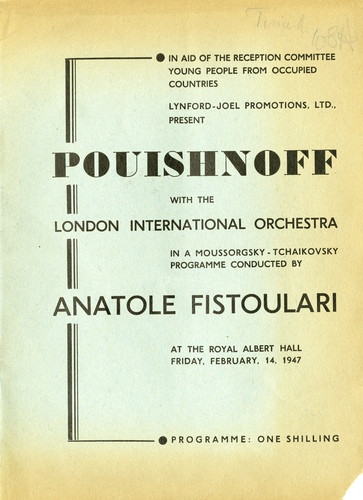 IN AID OF THE RECEPTION COMMITTEE
YOUNG PEOPLE FROM OCCUPIED
COUNTRIES
LYNFORD-JOEL PROMOTIONS, LTD.,
PRESENT
POUISHNOFF
WITH THE
LONDON INTERNATIONAL ORCHESTRA
IN A MOUSSORGSKY - TCHAIKOVSKY
PROGRAMME CONDUCTED BY
ANATOLE FISTOULARI
AT THE ROYAL ALBERT HALL
FRIDAY, FEBRUARY, 14, 1947
PROGRAMME: ONE SHILLING